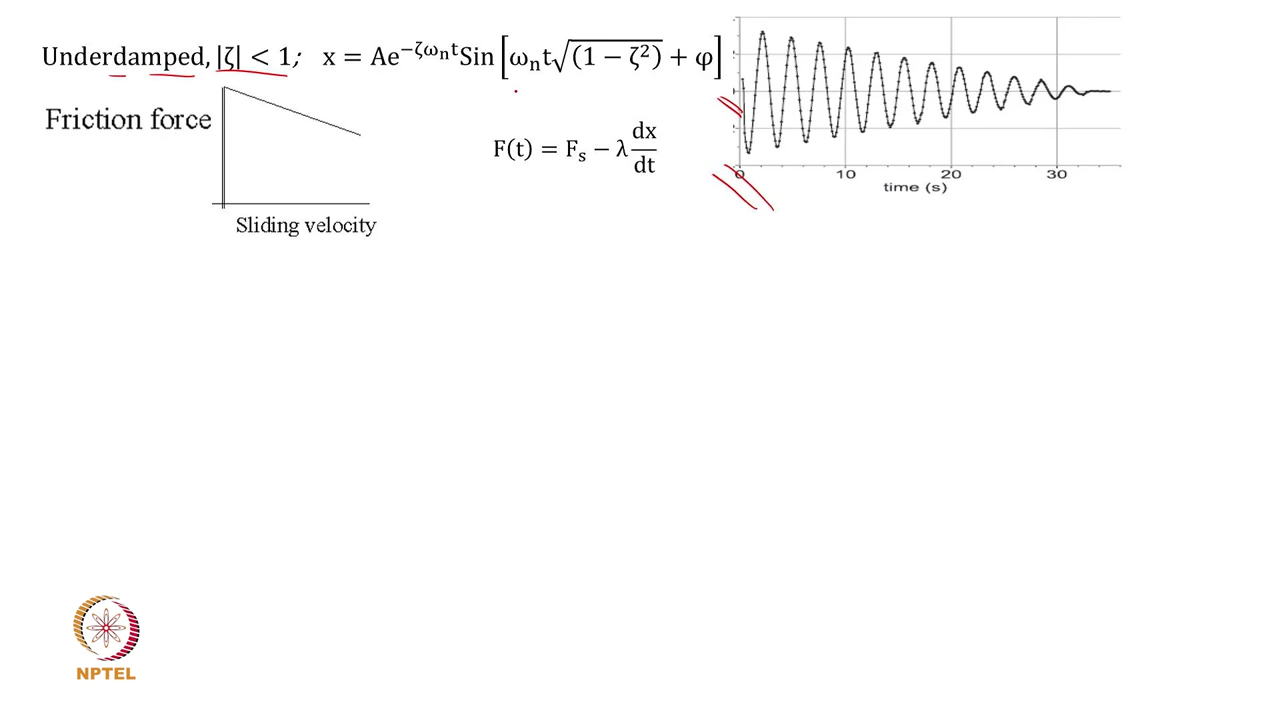 Underdamped, |ζ| < 1; x = Ae^{−ζω_n t}Sin [ω_n t√(1 − ζ²) + φ]
Friction force
Sliding velocity
F(t) = F_s − λ dx/dt
0 10 20 30
time (s)
NPTEL